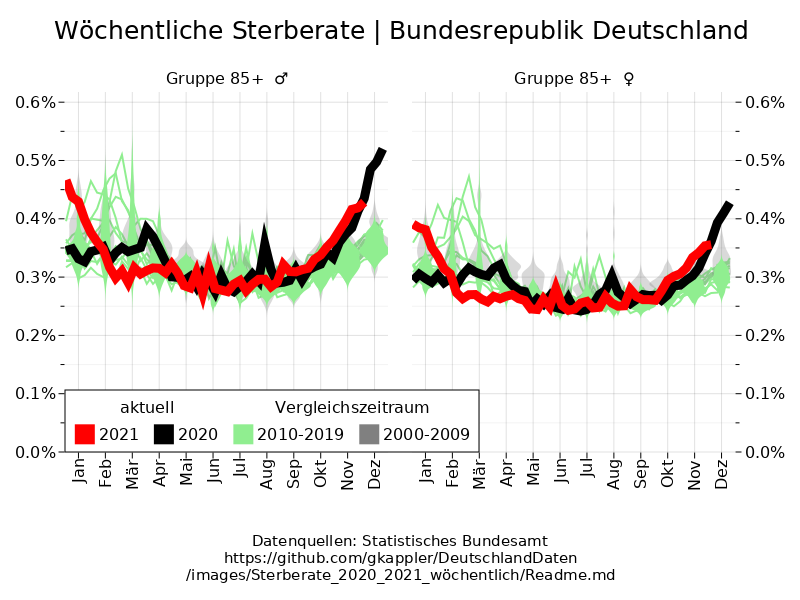 Wöchentliche Sterberate | Bundesrepublik Deutschland
Gruppe 85+ ♂
Gruppe 85+ ♀
0.6%
0.5%
0.4%
0.3%
0.2%
0.1%
0.0%
0.6%
0.5%
0.4%
0.3%
0.2%
0.1%
0.0%
aktuell Vergleichszeitraum
2021 2020 2010-2019 2000-2009
Jan Feb Mär Apr Mai Jun Jul Aug Sep Okt Nov Dez
Jan Feb Mär Apr Mai Jun Jul Aug Sep Okt Nov Dez
Datenquellen: Statistisches Bundesamt
https://github.com/gkappler/DeutschlandDaten
/images/Sterberate_2020_2021_wöchentlich/Readme.md